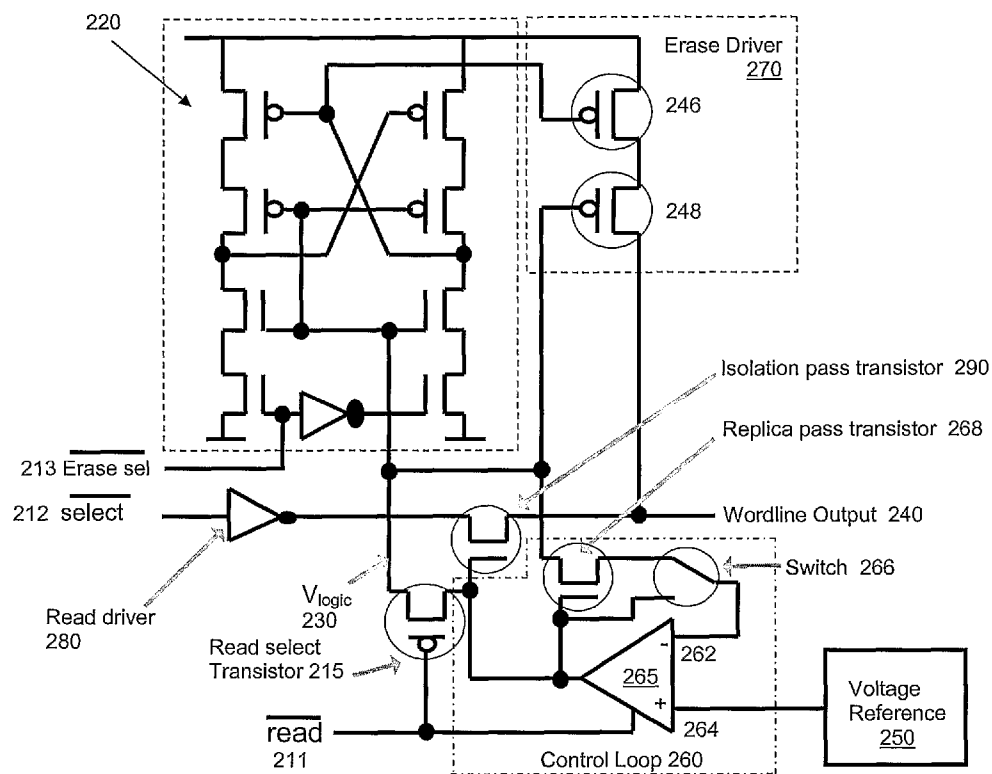 220
Erase Driver
270
246
248
Isolation pass transistor 290
Replica pass transistor 268
213 Erase sel
212 select
Wordline Output 240
Switch 266
Vlogic
230
Read driver
280
Read select
Transistor 215
262
-
265
+
264
Voltage
Reference
250
read
211
Control Loop 260